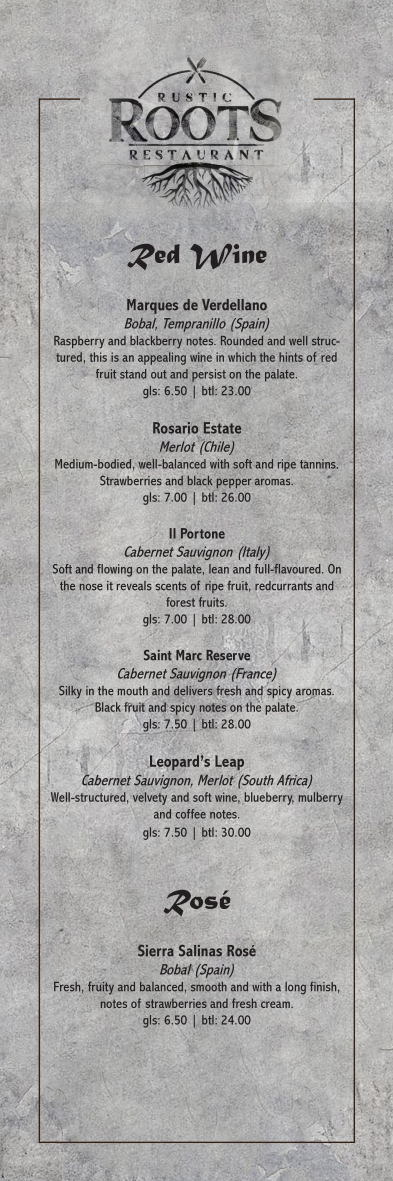 RUSTIC
ROOTS
RESTAURANT
Red Wine
Marques de Verdellano
Bobal, Tempranillo (Spain)
Raspberry and blackberry notes. Rounded and well struc-
tured, this is an appealing wine in which the hints of red
fruit stand out and persist on the palate.
gls: 6.50 | btl: 23.00
Rosario Estate
Merlot (Chile)
Medium-bodied, well-balanced with soft and ripe tannins.
Strawberries and black pepper aromas.
gls: 7.00 | btl: 26.00
Il Portone
Cabernet Sauvignon (Italy)
Soft and flowing on the palate, lean and full-flavoured. On
the nose it reveals scents of ripe fruit, redcurrants and
forest fruits.
gls: 7.00 | btl: 28.00
Saint Marc Reserve
Cabernet Sauvignon (France)
Silky in the mouth and delivers fresh and spicy aromas.
Black fruit and spicy notes on the palate.
gls: 7.50 | btl: 28.00
Leopard's Leap
Cabernet Sauvignon, Merlot (South Africa)
Well-structured, velvety and soft wine, blueberry, mulberry
and coffee notes.
gls: 7.50 | btl: 30.00
Rosé
Sierra Salinas Rosé
Bobal (Spain)
Fresh, fruity and balanced, smooth and with a long finish,
notes of strawberries and fresh cream.
gls: 6.50 | btl: 24.00